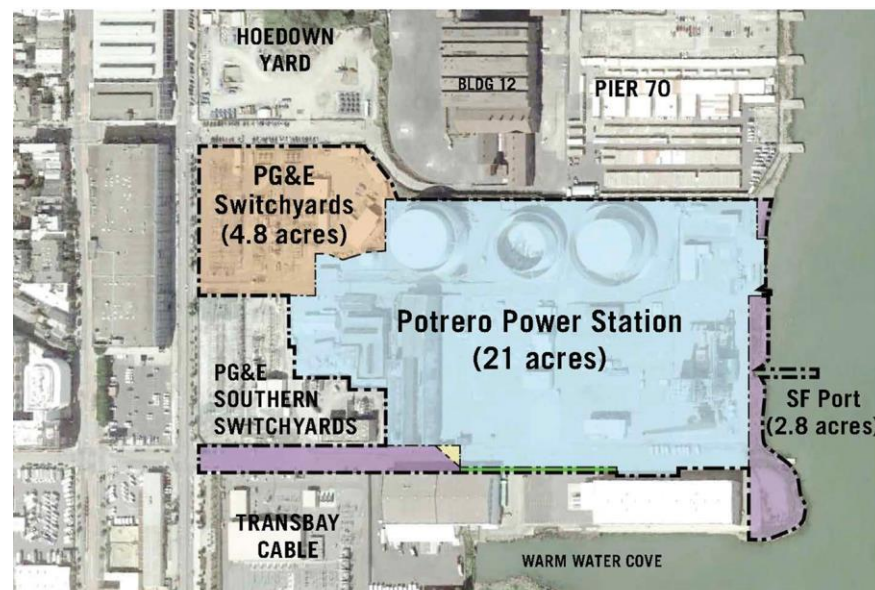 HOEDOWN
YARD
BLDG 12
PIER 70
PG&E
Switchyards
(4.8 acres)
Potrero Power Station
(21 acres)
PG&E
SOUTHERN
SWITCHYARDS
SF Port
(2.8 acres)
TRANSBAY
CABLE
WARM WATER COVE